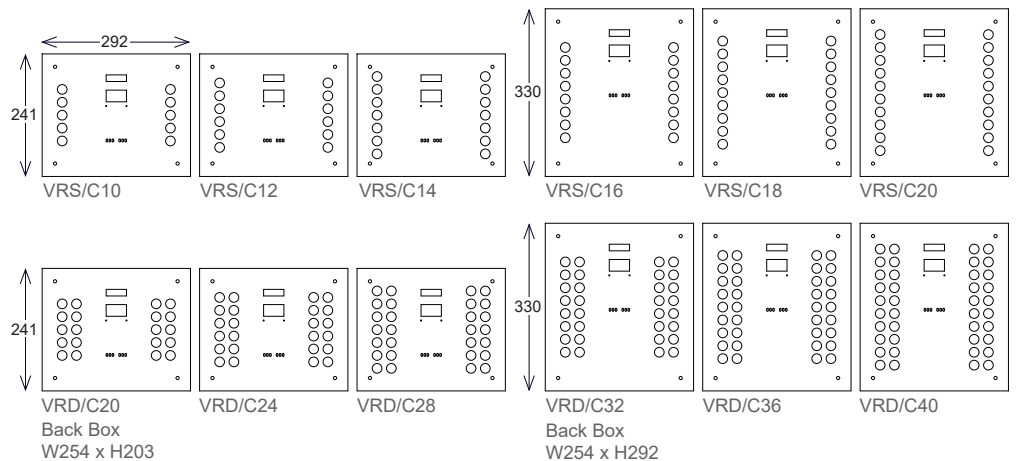 292
241
VRS/C10
VRS/C12
VRS/C14
330
VRS/C16
VRS/C18
VRS/C20
241
VRD/C20
Back Box
W254 x H203
VRD/C24
VRD/C28
330
VRD/C32
Back Box
W254 x H292
VRD/C36
VRD/C40